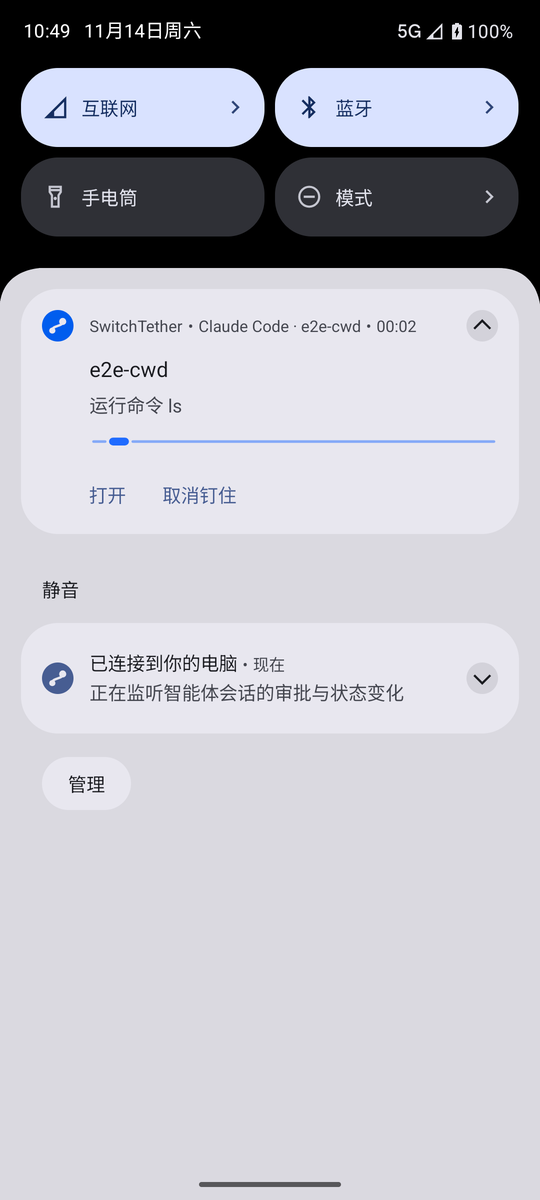 10:49 11月14日周六 5G 100%
互联网 蓝牙
手电筒 模式
SwitchTether • Claude Code · e2e-cwd • 00:02
e2e-cwd
运行命令 ls
打开 取消钉住
静音
已连接到你的电脑 • 现在
正在监听智能体会话的审批与状态变化
管理